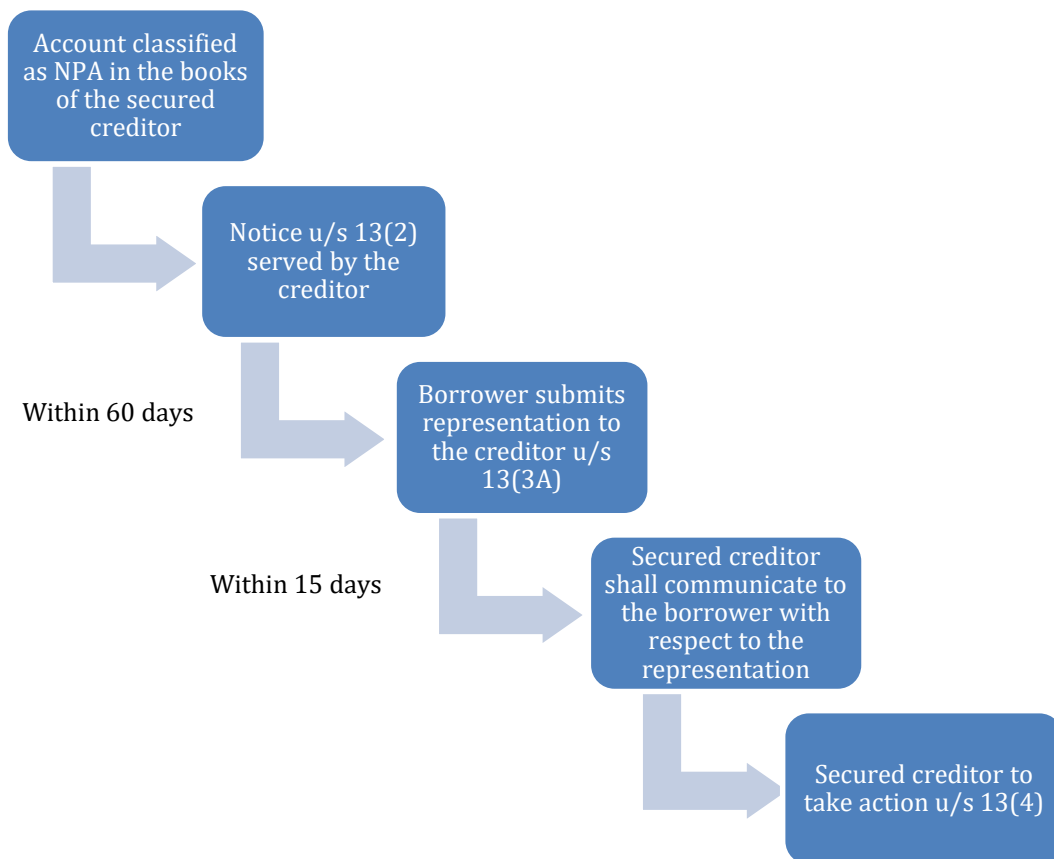 Account classified
as NPA in the books
of the secured
creditor
Notice u/s 13(2)
served by the
creditor
Within 60 days
Borrower submits
representation to
the creditor u/s
13(3A)
Within 15 days
Secured creditor
shall communicate to
the borrower with
respect to the
representation
Secured creditor to
take action u/s 13(4)